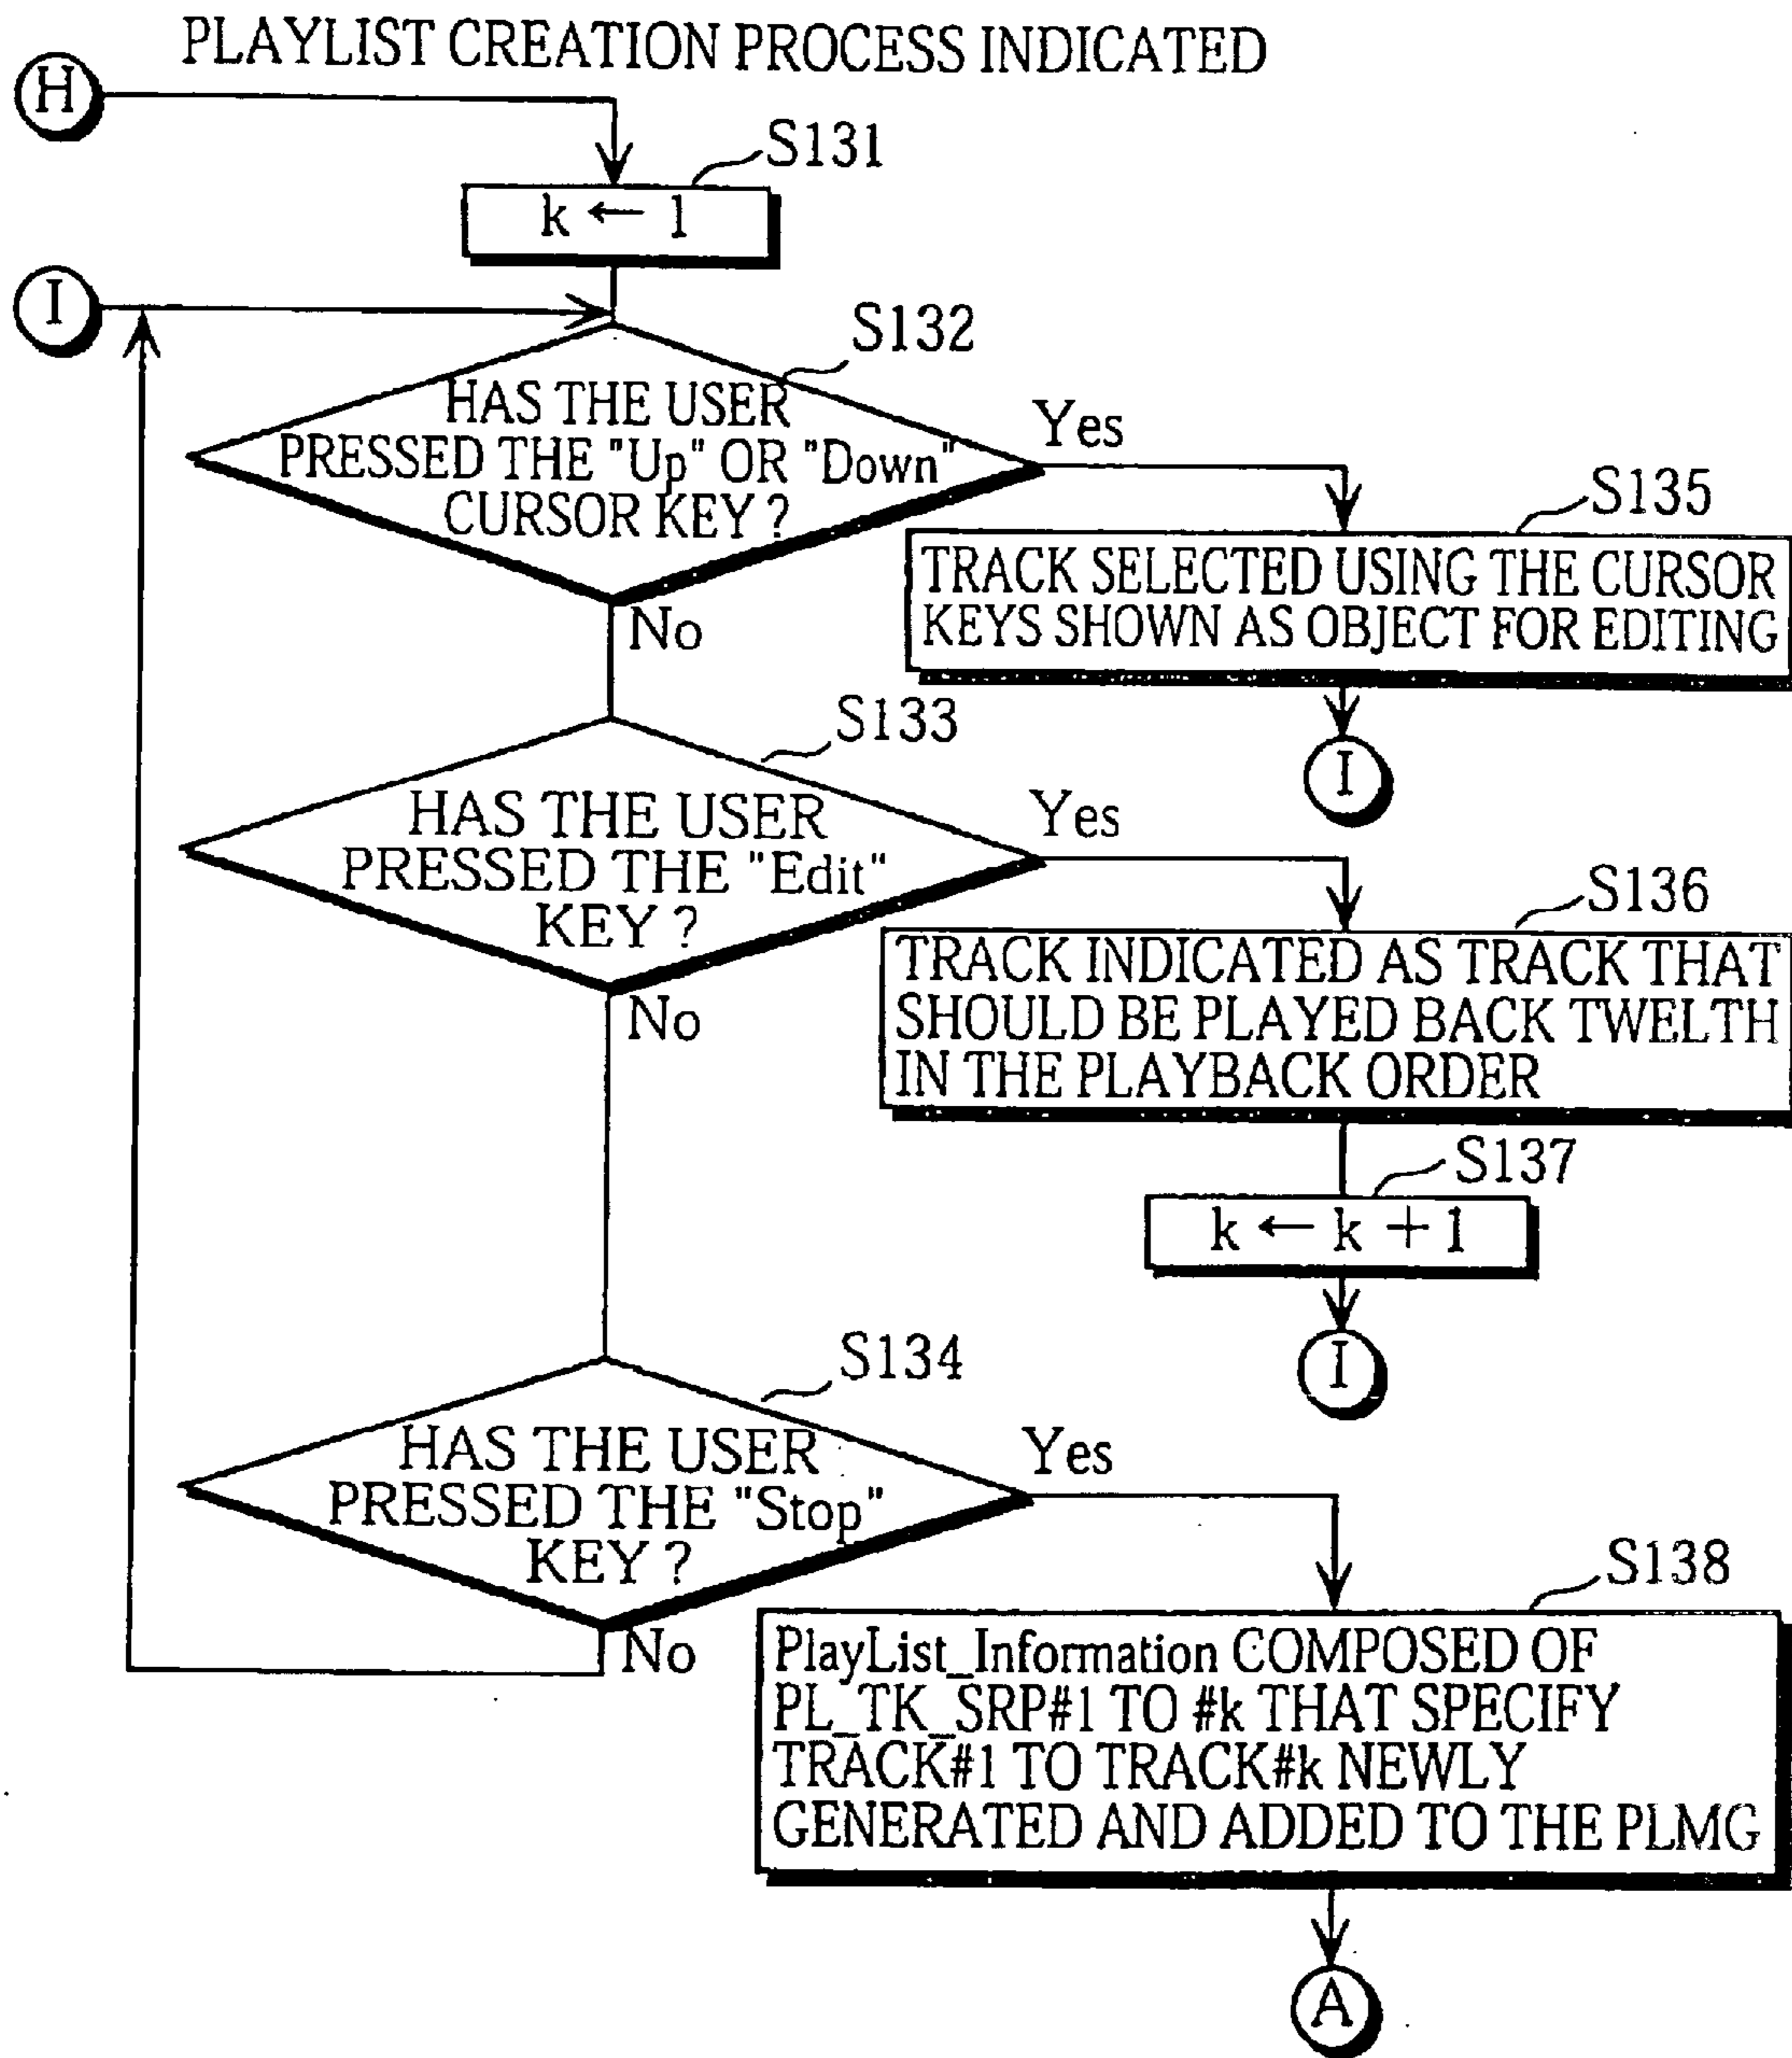 PLAYLIST CREATION PROCESS INDICATED
H
S131
k ← 1
I
S132
HAS THE USER
PRESSED THE "Up" OR "Down"
CURSOR KEY ?
Yes
No
S135
TRACK SELECTED USING THE CURSOR
KEYS SHOWN AS OBJECT FOR EDITING
I
S133
HAS THE USER
PRESSED THE "Edit"
KEY ?
Yes
No
S136
TRACK INDICATED AS TRACK THAT
SHOULD BE PLAYED BACK TWELTH
IN THE PLAYBACK ORDER
S137
k ← k + 1
I
S134
HAS THE USER
PRESSED THE "Stop"
KEY ?
Yes
No
S138
PlayList_Information COMPOSED OF
PL_TK_SRP#1 TO #k THAT SPECIFY
TRACK#1 TO TRACK#k NEWLY
GENERATED AND ADDED TO THE PLMG
A